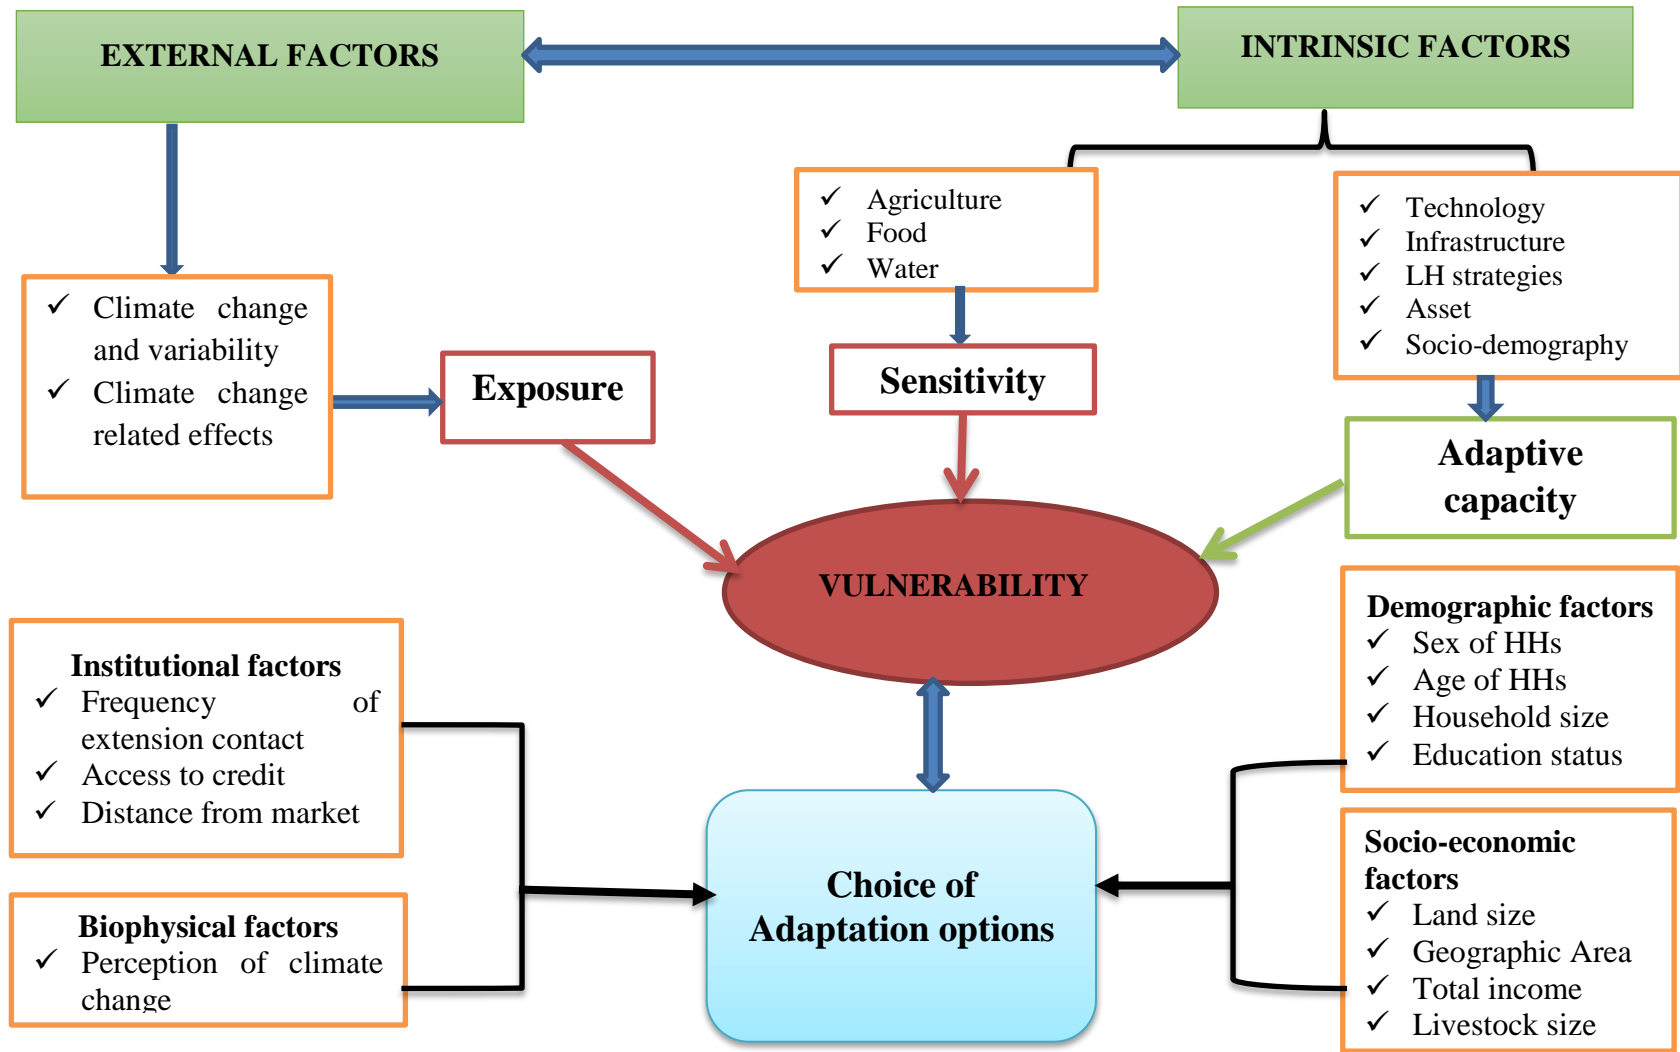 EXTERNAL FACTORS
INTRINSIC FACTORS
✓ Agriculture
✓ Food
✓ Water
✓ Technology
✓ Infrastructure
✓ LH strategies
✓ Asset
✓ Socio-demography
✓ Climate change
and variability
✓ Climate change
related effects
Exposure
Sensitivity
Adaptive
capacity
VULNERABILITY
Institutional factors
✓ Frequency of
extension contact
✓ Access to credit
✓ Distance from market
Biophysical factors
✓ Perception of climate
change
Choice of
Adaptation options
Demographic factors
✓ Sex of HHs
✓ Age of HHs
✓ Household size
✓ Education status
Socio-economic
factors
✓ Land size
✓ Geographic Area
✓ Total income
✓ Livestock size